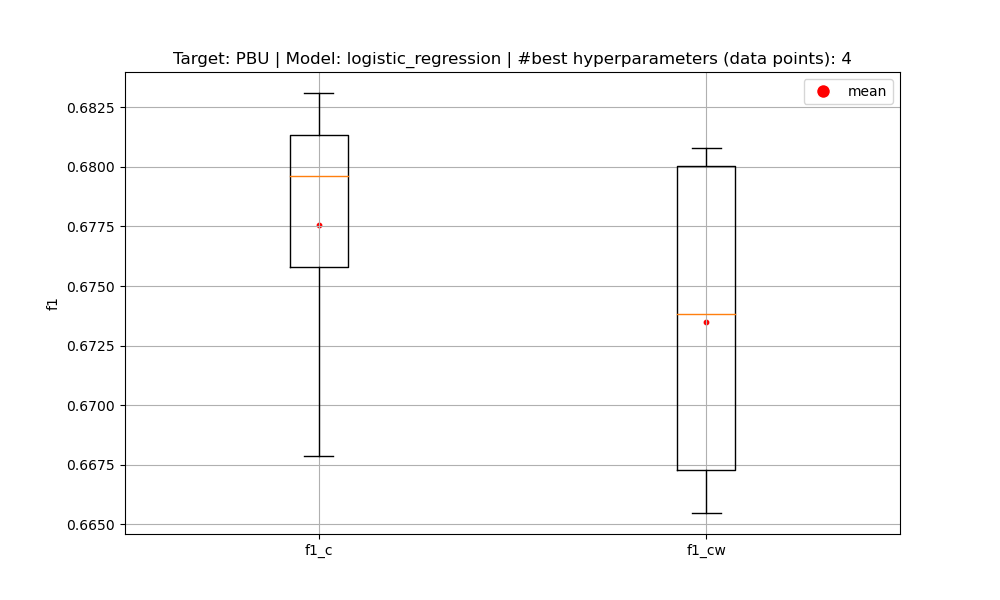 Target: PBU | Model: logistic_regression | #best hyperparameters (data points): 4
mean
0.6825
0.6800
0.6775
0.6750
0.6725
0.6700
0.6675
0.6650
f1
f1_c
f1_cw